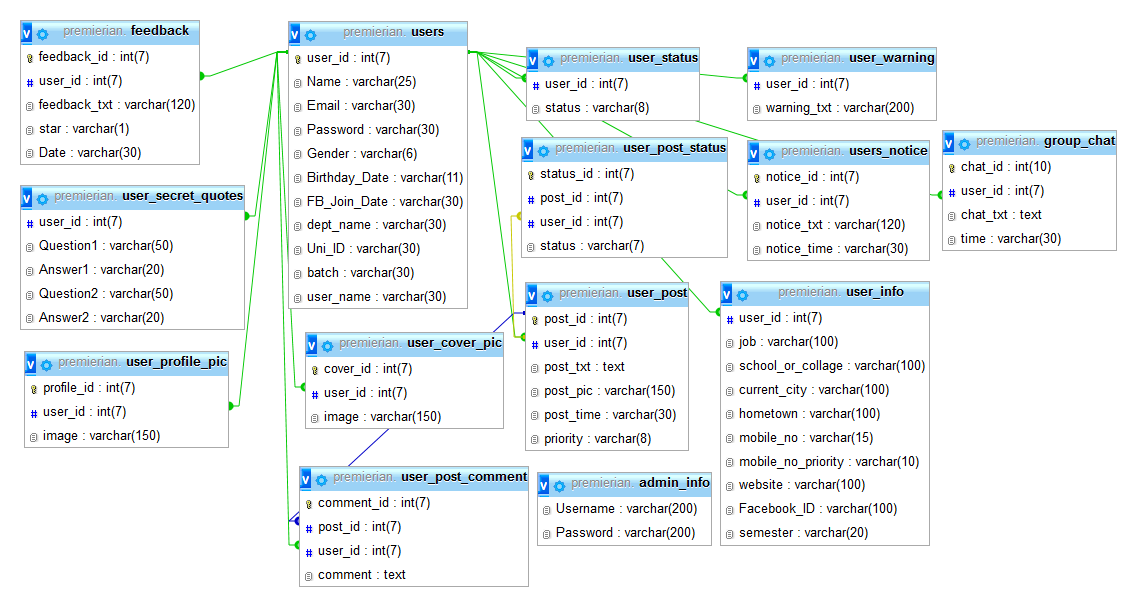 v premierian. feedback
feedback_id : int(7)
# user_id : int(7)
feedback_txt : varchar(120)
star : varchar(1)
Date : varchar(30)
v premierian. user_secret_quotes
# user_id : int(7)
Question1 : varchar(50)
Answer1 : varchar(20)
Question2 : varchar(50)
Answer2 : varchar(20)
v premierian. user_profile_pic
profile_id : int(7)
# user_id : int(7)
image : varchar(150)
v premierian. users
user_id : int(7)
Name : varchar(25)
Email : varchar(30)
Password : varchar(30)
Gender : varchar(6)
Birthday_Date : varchar(11)
FB_Join_Date : varchar(30)
dept_name : varchar(30)
Uni_ID : varchar(30)
batch : varchar(30)
user_name : varchar(30)
v premierian. user_cover_pic
cover_id : int(7)
# user_id : int(7)
image : varchar(150)
v premierian. user_post_comment
comment_id : int(7)
# post_id : int(7)
# user_id : int(7)
comment : text
v premierian. user_status
# user_id : int(7)
status : varchar(8)
v premierian. user_post_status
status_id : int(7)
# post_id : int(7)
# user_id : int(7)
status : varchar(7)
v premierian. user_post
post_id : int(7)
# user_id : int(7)
post_txt : text
post_pic : varchar(150)
post_time : varchar(30)
priority : varchar(8)
v premierian. admin_info
Username : varchar(200)
Password : varchar(200)
v premierian. user_warning
# user_id : int(7)
warning_txt : varchar(200)
v premierian. users_notice
notice_id : int(7)
# user_id : int(7)
notice_txt : varchar(120)
notice_time : varchar(30)
v premierian. user_info
# user_id : int(7)
job : varchar(100)
school_or_collage : varchar(100)
current_city : varchar(100)
hometown : varchar(100)
mobile_no : varchar(15)
mobile_no_priority : varchar(10)
website : varchar(100)
Facebook_ID : varchar(100)
semester : varchar(20)
v premierian. group_chat
chat_id : int(10)
# user_id : int(7)
chat_txt : text
time : varchar(30)